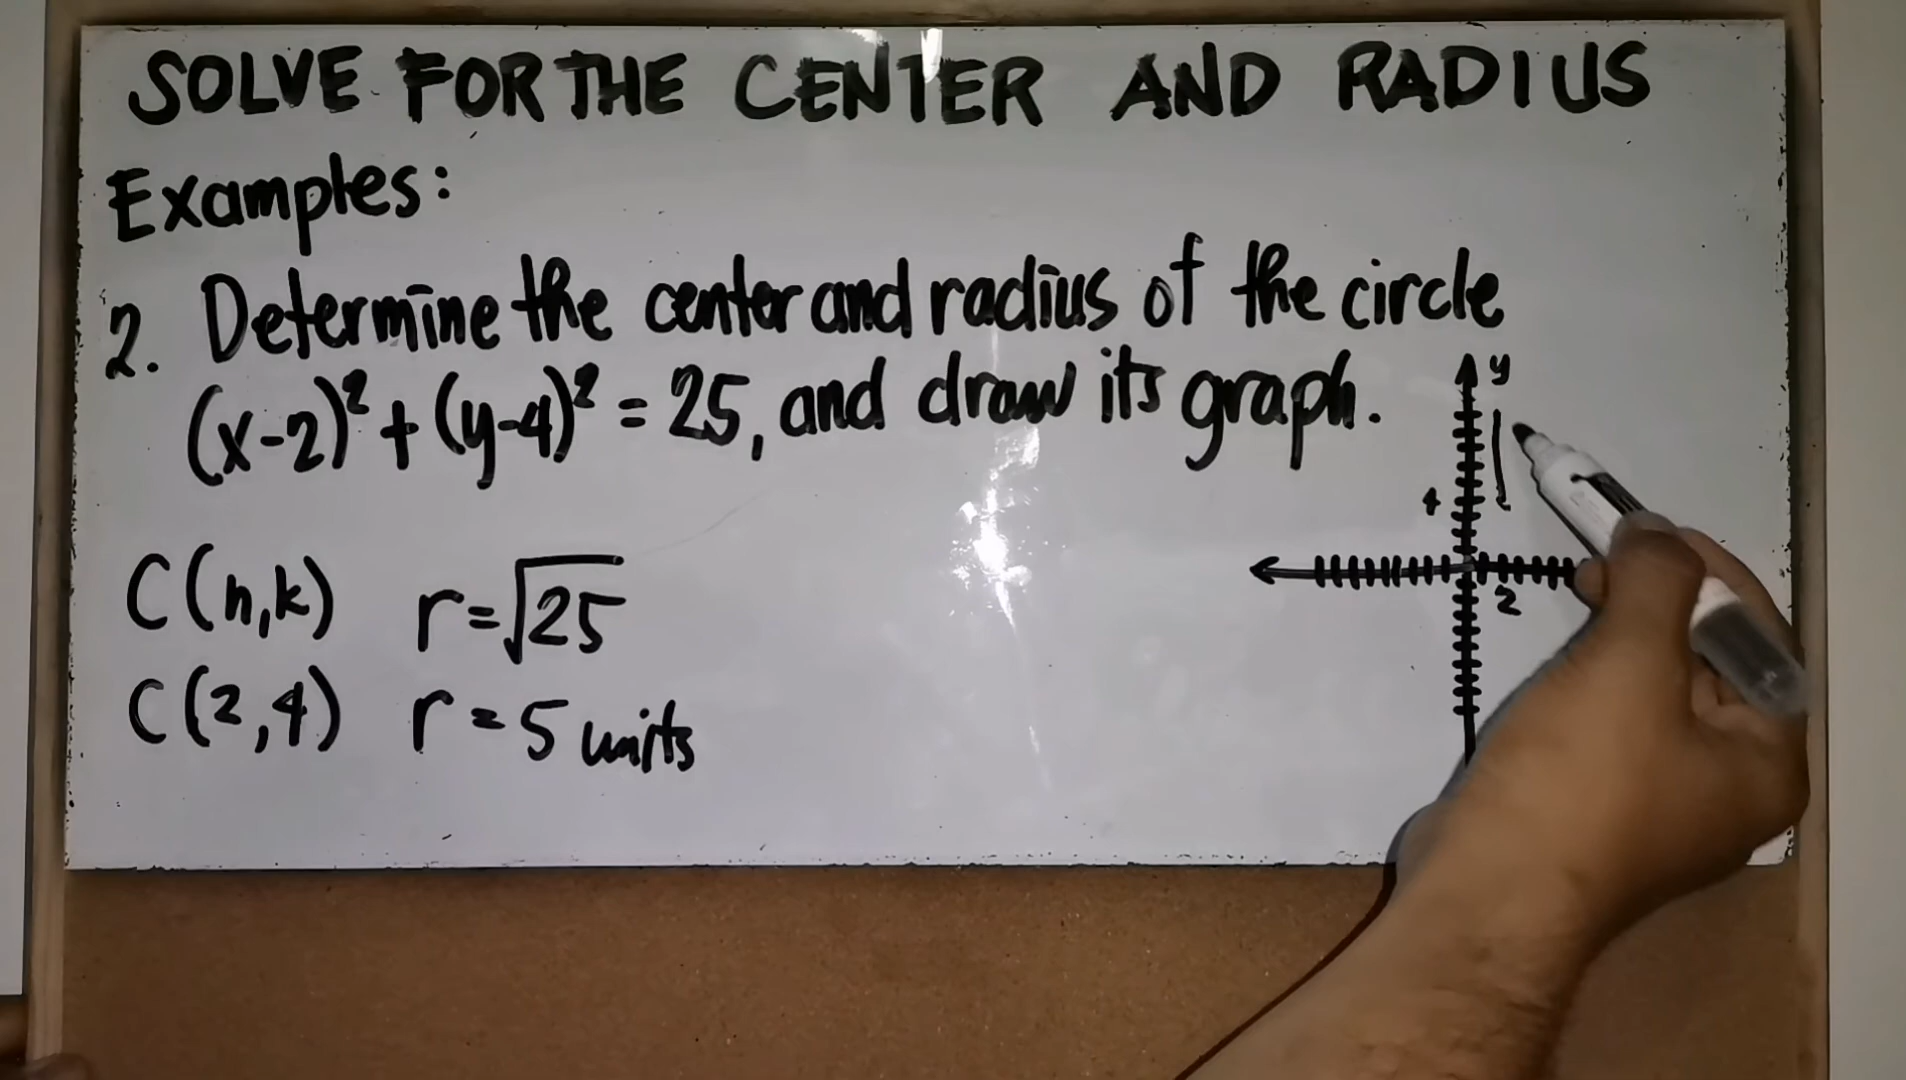 SOLVE FOR THE CENTER AND RADIUS
Examples:
2. Determine the center and radius of the circle
(x-2)² + (y-4)² = 25, and draw its graph.
y
4
2
C(h,k) r=√25
C(2,4) r=5 units